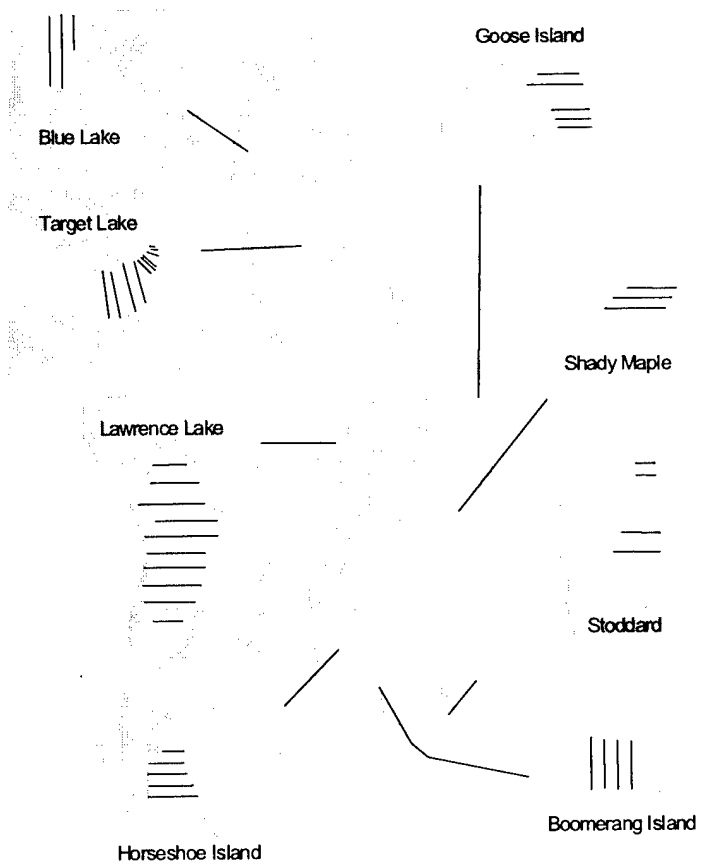 Goose Island
Blue Lake
Target Lake
Shady Maple
Lawrence Lake
Stoddard
Boomerang Island
Horseshoe Island